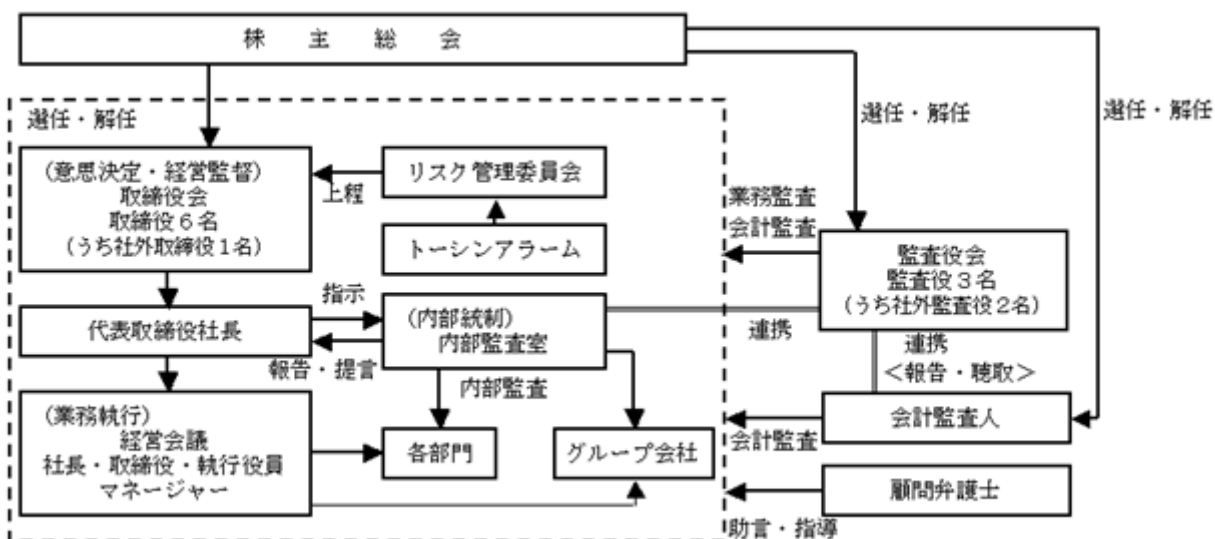 株主総会
選任・解任
選任・解任
選任・解任
(意思決定・経営監督)
取締役会
取締役6名
(うち社外取締役1名)
上程
リスク管理委員会
トーシンアラーム
業務監査
会計監査
監査役会
監査役3名
(うち社外監査役2名)
代表取締役社長
指示
報告・提言
(内部統制)
内部監査室
連携
連携
<報告・聴取>
内部監査
(業務執行)
経営会議
社長・取締役・執行役員
マネージャー
各部門
グループ会社
会計監査
会計監査人
顧問弁護士
助言・指導